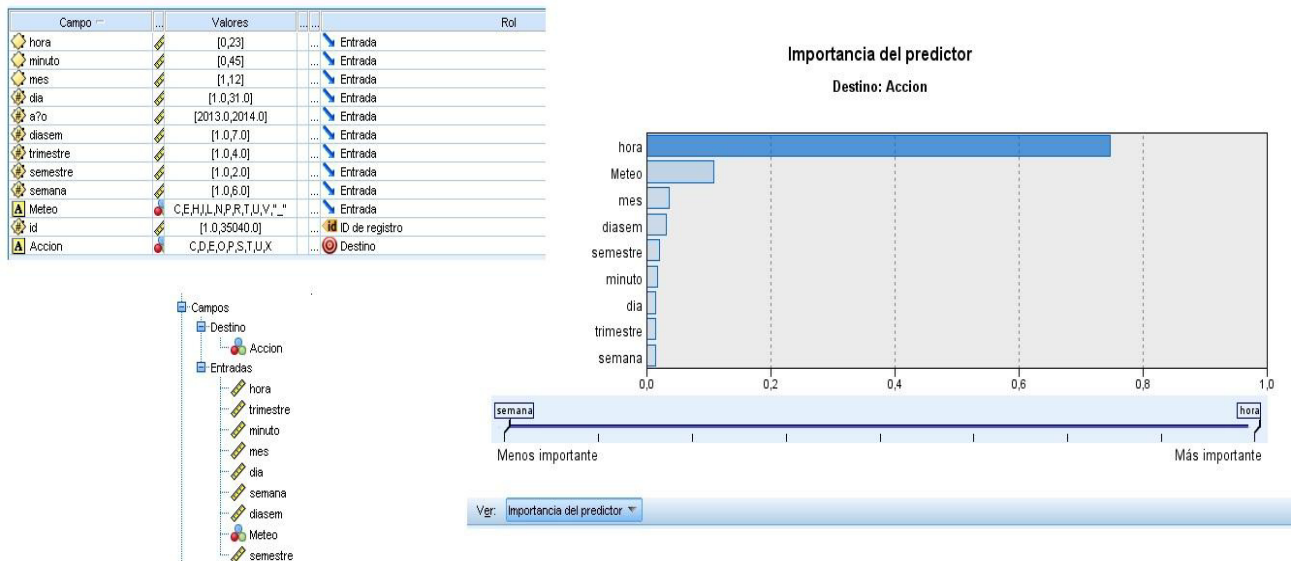 Campo ... Valores ... ... Rol
hora [0,23] ... Entrada
minuto [0,45] ... Entrada
mes [1,12] ... Entrada
dia [1.0,31.0] ... Entrada
a?o [2013.0,2014.0] ... Entrada
diasem [1.0,7.0] ... Entrada
trimestre [1.0,4.0] ... Entrada
semestre [1.0,2.0] ... Entrada
semana [1.0,6.0] ... Entrada
A Meteo C,E,H,I,L,N,P,R,T,U,V,"_" ... Entrada
id [1.0,35040.0] ... id ID de registro
A Accion C,D,E,O,P,S,T,U,X ... Destino
Campos
Destino
Accion
Entradas
hora
trimestre
minuto
mes
dia
semana
diasem
Meteo
semestre
Importancia del predictor
Destino: Accion
hora
Meteo
mes
diasem
semestre
minuto
dia
trimestre
semana
0,0 0,2 0,4 0,6 0,8 1,0
semana hora
Menos importante Más importante
Ver: Importancia del predictor